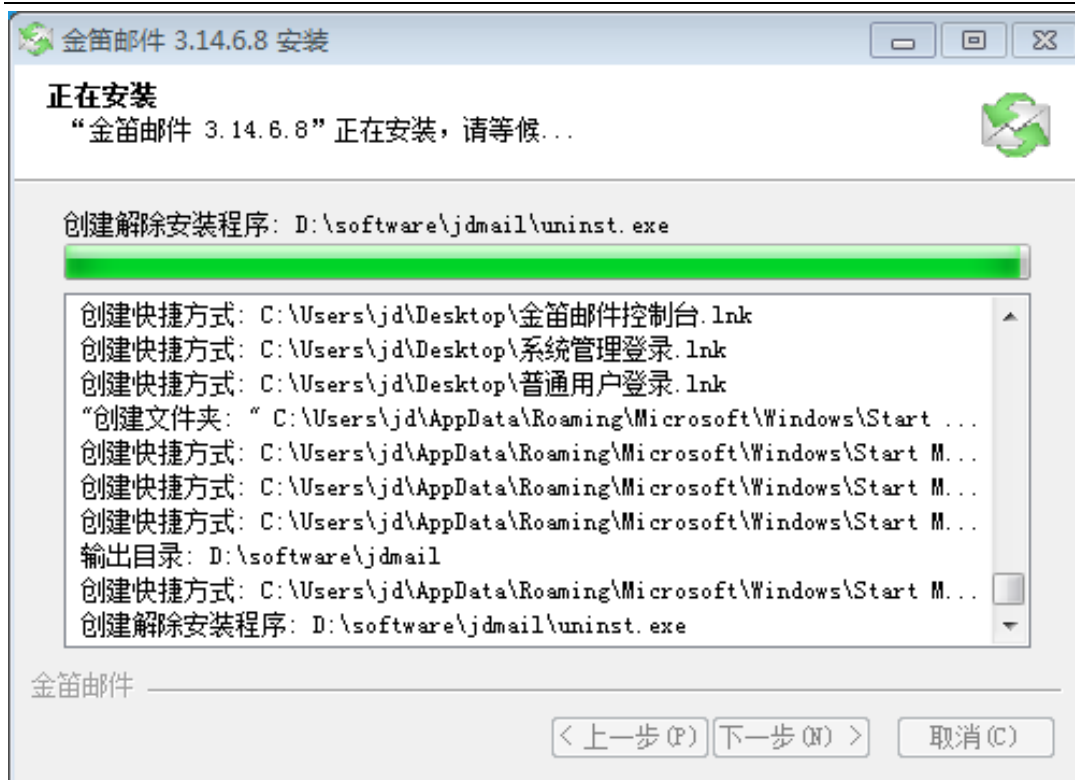 金笛邮件 3.14.6.8 安装
正在安装
“金笛邮件 3.14.6.8”正在安装，请等候...
创建解除安装程序: D:\software\jdmail\uninst.exe
创建快捷方式: C:\Users\jd\Desktop\金笛邮件控制台.lnk
创建快捷方式: C:\Users\jd\Desktop\系统管理登录.lnk
创建快捷方式: C:\Users\jd\Desktop\普通用户登录.lnk
"创建文件夹: " C:\Users\jd\AppData\Roaming\Microsoft\Windows\Start ...
创建快捷方式: C:\Users\jd\AppData\Roaming\Microsoft\Windows\Start M...
创建快捷方式: C:\Users\jd\AppData\Roaming\Microsoft\Windows\Start M...
创建快捷方式: C:\Users\jd\AppData\Roaming\Microsoft\Windows\Start M...
输出目录: D:\software\jdmail
创建快捷方式: C:\Users\jd\AppData\Roaming\Microsoft\Windows\Start M...
创建解除安装程序: D:\software\jdmail\uninst.exe
金笛邮件
< 上一步(P) 下一步(N) > 取消(C)